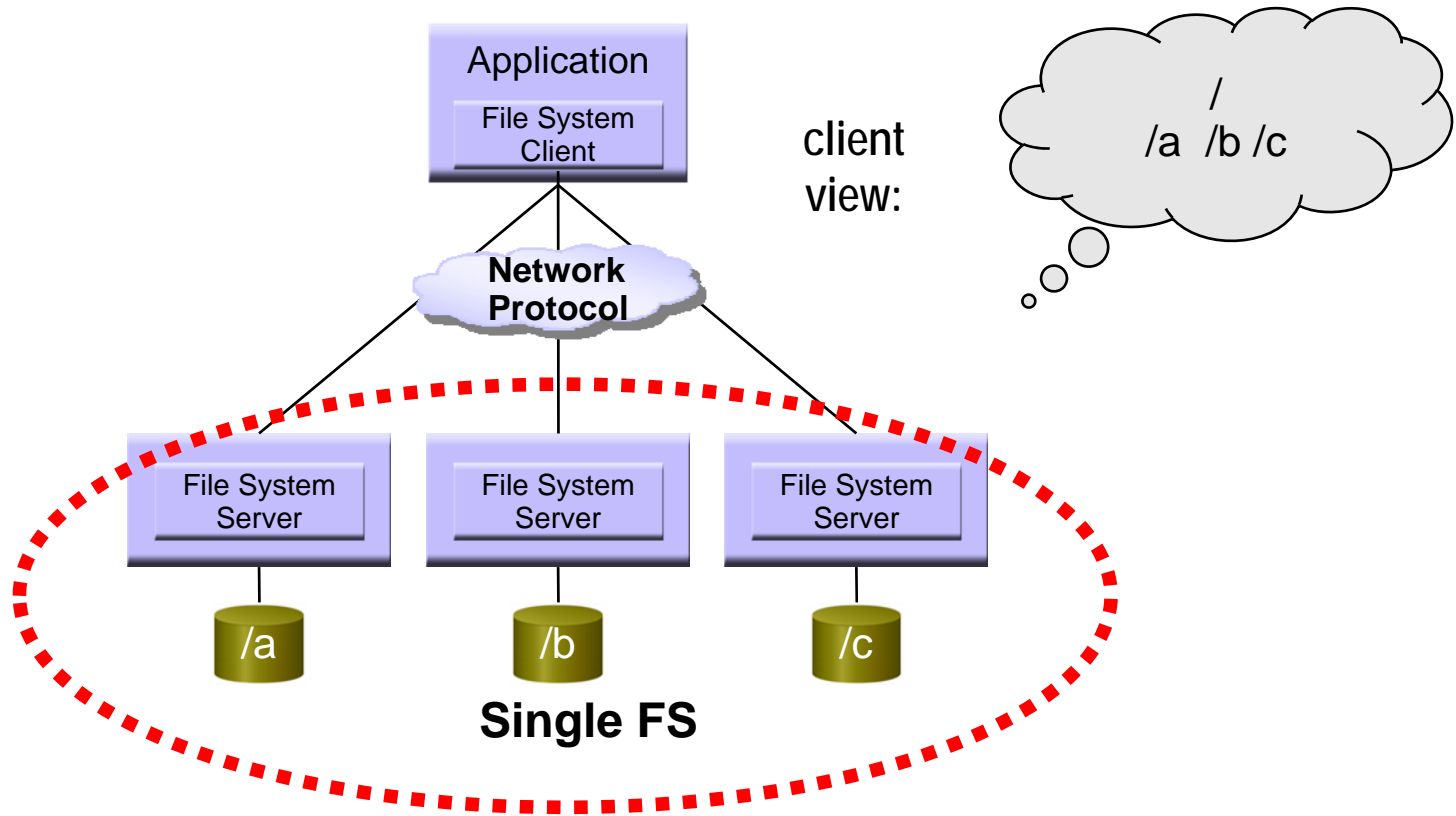 Application
File System
Client
client
view:
/
/a /b /c
Network
Protocol
File System
Server
File System
Server
File System
Server
/a
/b
/c
Single FS